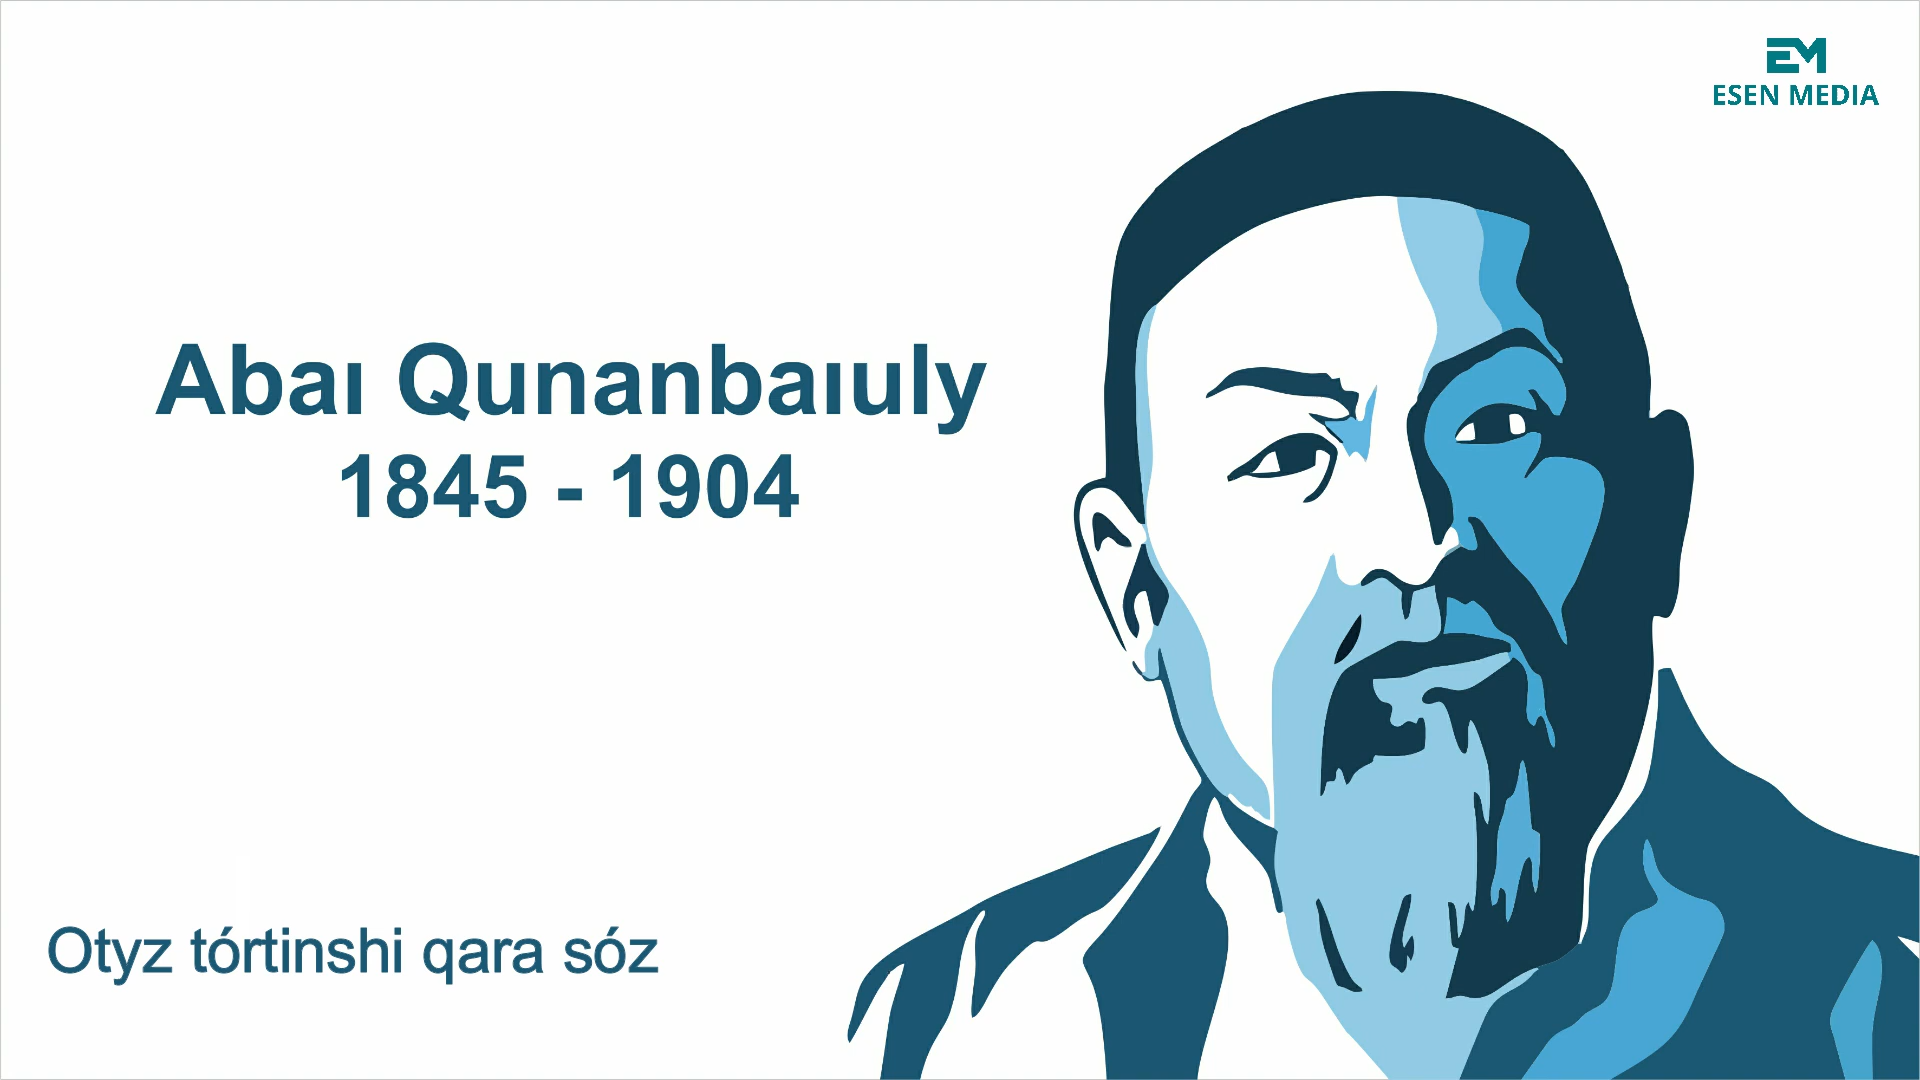 EM
ESEN MEDIA
Abaı Qunanbaıuly
1845 - 1904
Otyz tórtinshi qara sóz